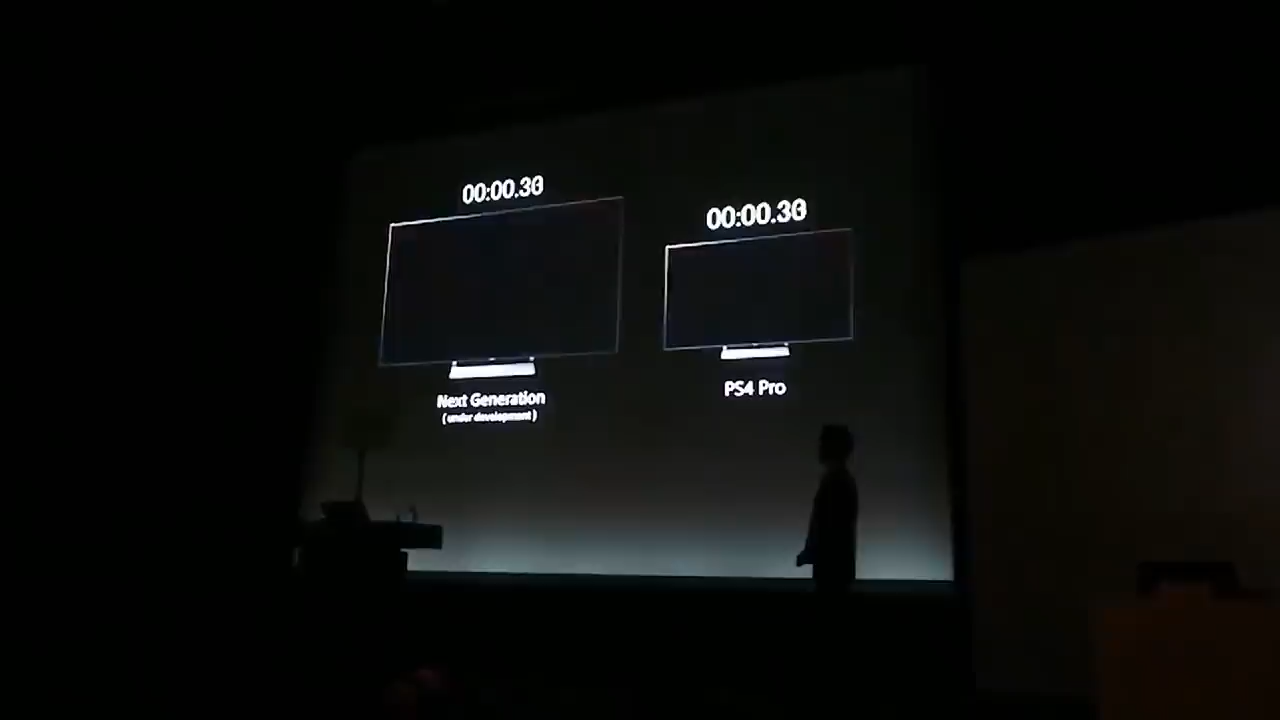 00:00.30
00:00.30
Next Generation
( under development )
PS4 Pro